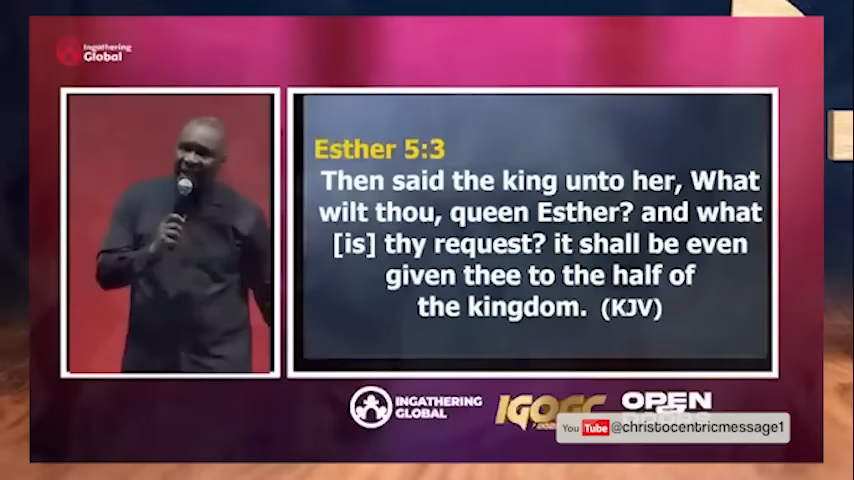 Ingathering
Global
Esther 5:3
Then said the king unto her, What
wilt thou, queen Esther? and what
[is] thy request? it shall be even
given thee to the half of
the kingdom. (KJV)
INGATHERING
GLOBAL
IGOGC
OPEN
You Tube @christocentricmessage1